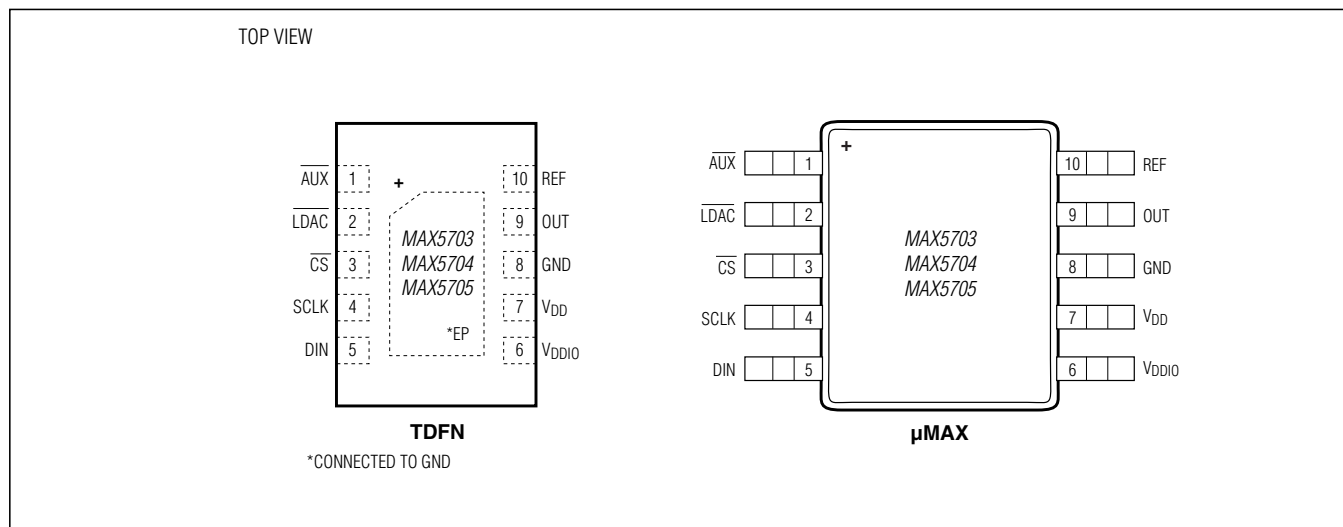 TOP VIEW
AUX 1
LDAC 2
CS 3
SCLK 4
DIN 5
+
MAX5703
MAX5704
MAX5705
*EP
10 REF
9 OUT
8 GND
7 VDD
6 VDDIO
TDFN
*CONNECTED TO GND
AUX 1
LDAC 2
CS 3
SCLK 4
DIN 5
+
MAX5703
MAX5704
MAX5705
10 REF
9 OUT
8 GND
7 VDD
6 VDDIO
µMAX